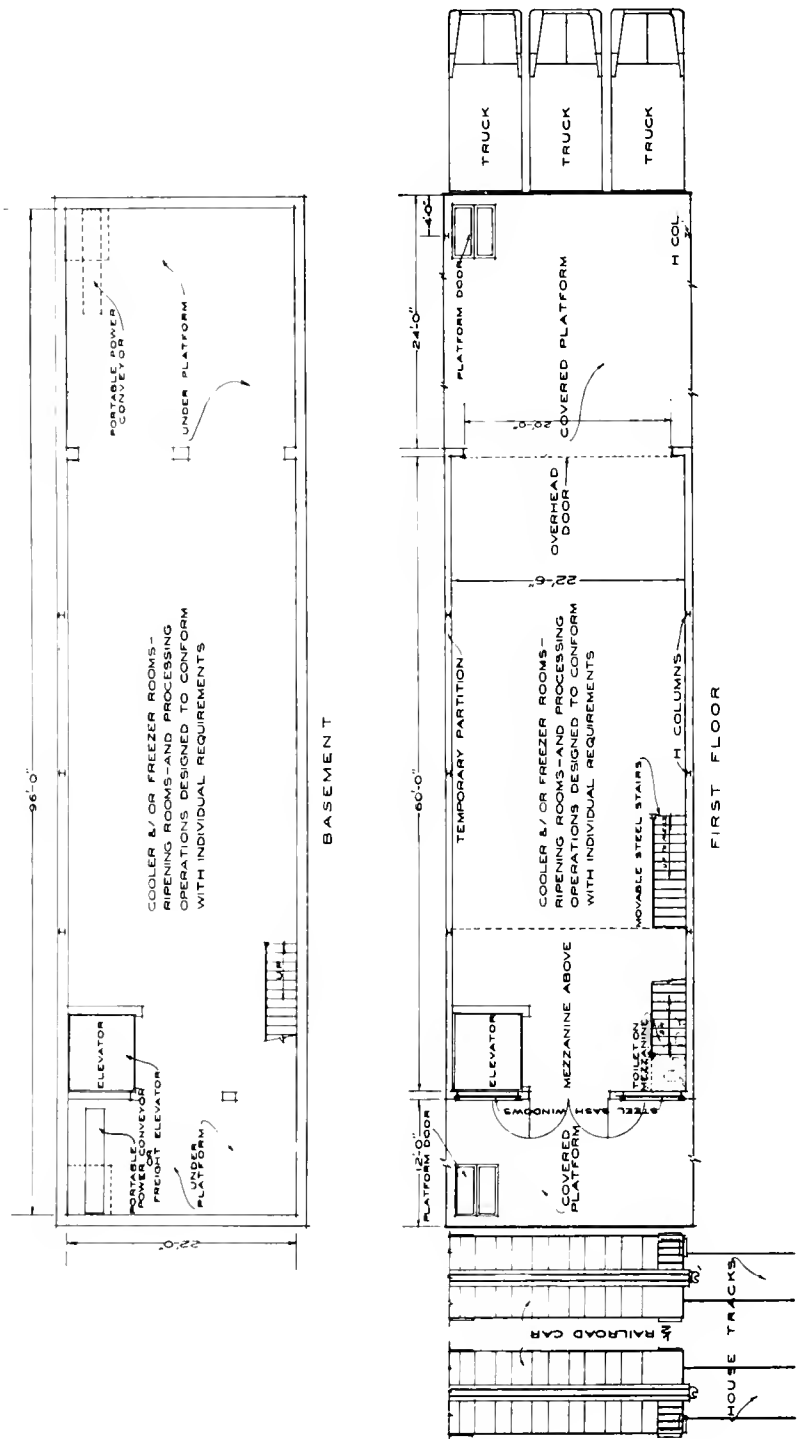 96'-0"
22'-0"
PORTABLE POWER
CONVEYOR
UNDER PLATFORM
COOLER &/OR FREEZER ROOMS-
RIPENING ROOMS-AND PROCESSING
OPERATIONS DESIGNED TO CONFORM
WITH INDIVIDUAL REQUIREMENTS
UP
ELEVATOR
PORTABLE
POWER CONVEYOR
OR
FREIGHT ELEVATOR
UNDER
PLATFORM
BASEMENT
TRUCK
TRUCK
TRUCK
4'-0"
24'-0"
PLATFORM DOOR
COVERED PLATFORM
H COL.
20'-0"
OVERHEAD
DOOR
22'-6"
60'-0"
TEMPORARY PARTITION
COOLER &/OR FREEZER ROOMS-
RIPENING ROOMS-AND PROCESSING
OPERATIONS DESIGNED TO CONFORM
WITH INDIVIDUAL REQUIREMENTS
H COLUMNS
MOVABLE STEEL STAIRS
ELEVATOR
MEZZANINE ABOVE
TOILET ON
MEZZANINE
STEEL SASH WINDOWS
12'-0"
PLATFORM DOOR
COVERED
PLATFORM
RAILROAD CAR
HOUSE TRACKS
FIRST FLOOR